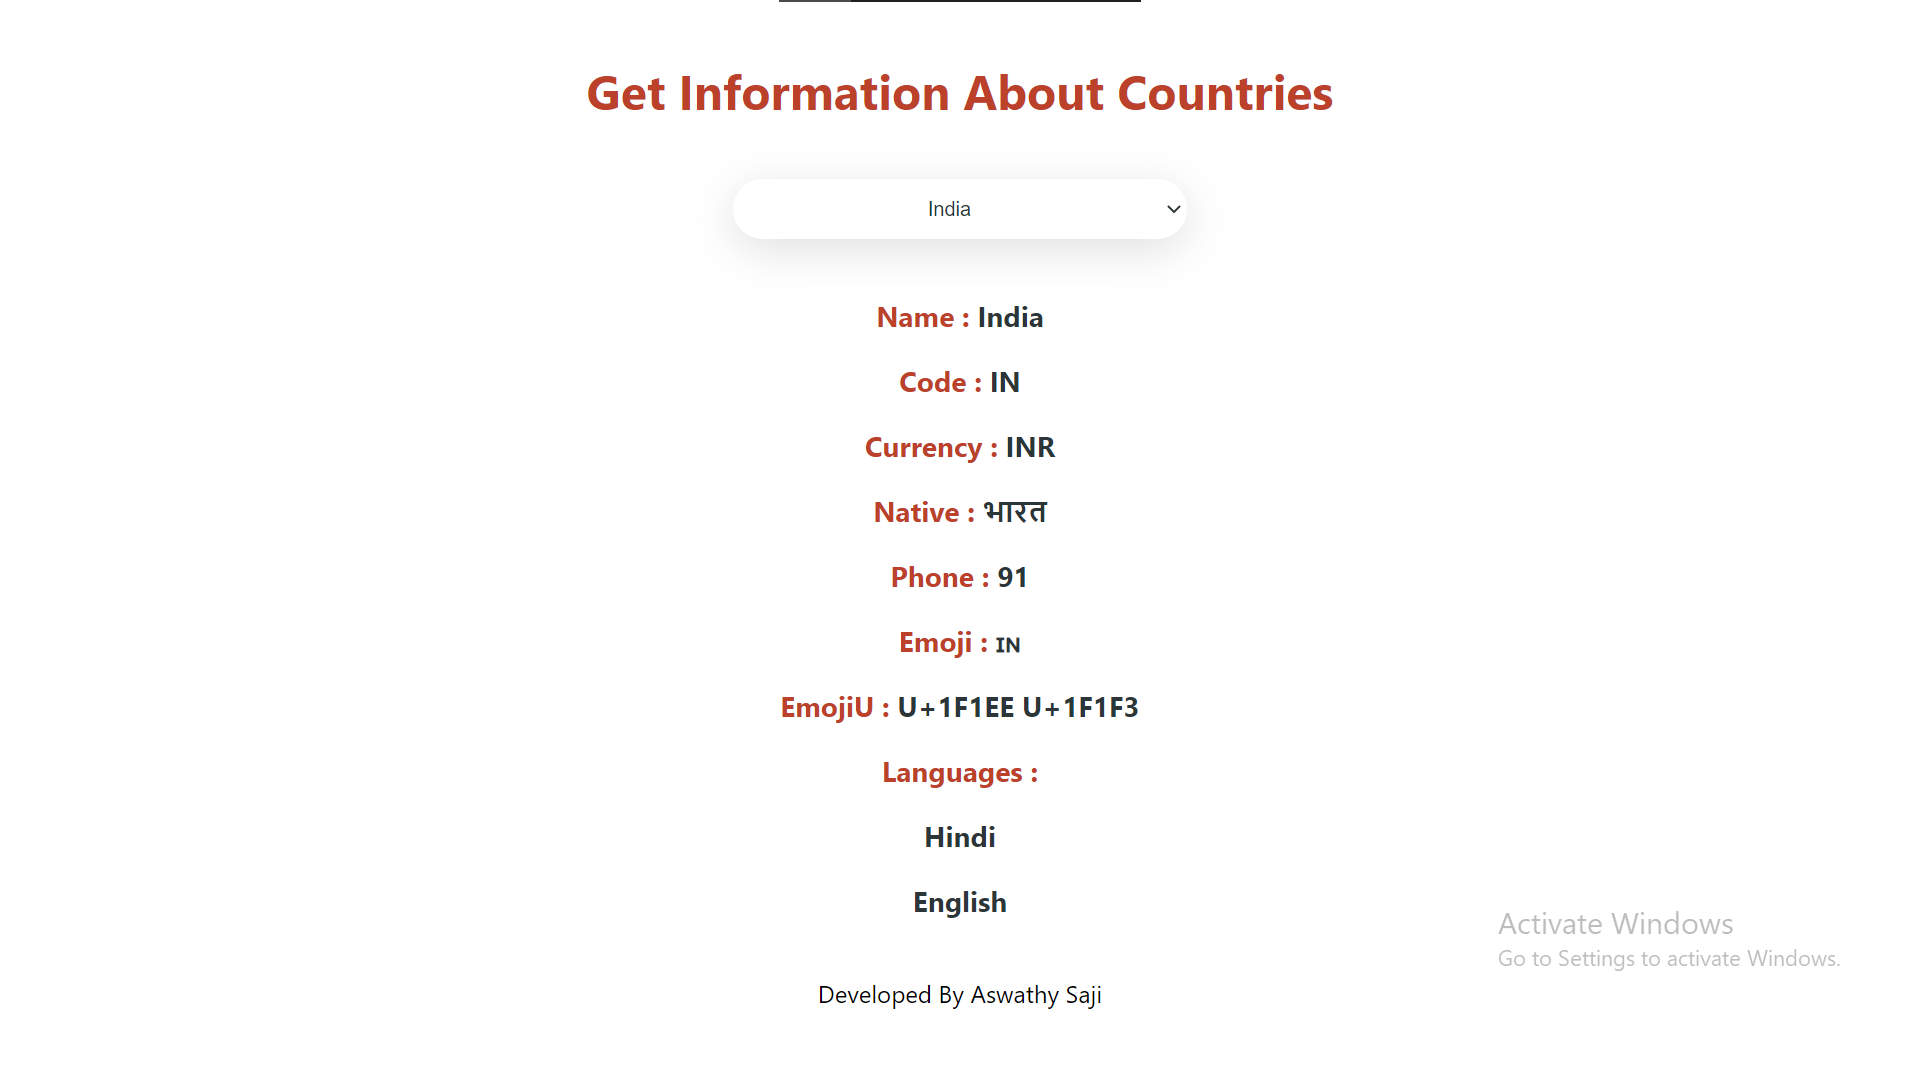 Get Information About Countries
India
Name : India
Code : IN
Currency : INR
Native : भारत
Phone : 91
Emoji : IN
EmojiU : U+1F1EE U+1F1F3
Languages :
Hindi
English
Activate Windows
Go to Settings to activate Windows.
Developed By Aswathy Saji